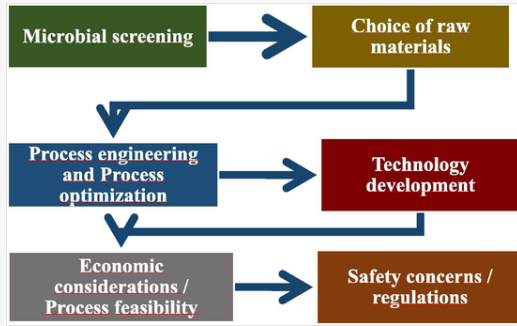 Microbial screening
Choice of raw
materials
Process engineering
and Process
optimization
Technology
development
Economic
considerations /
Process feasibility
Safety concerns /
regulations